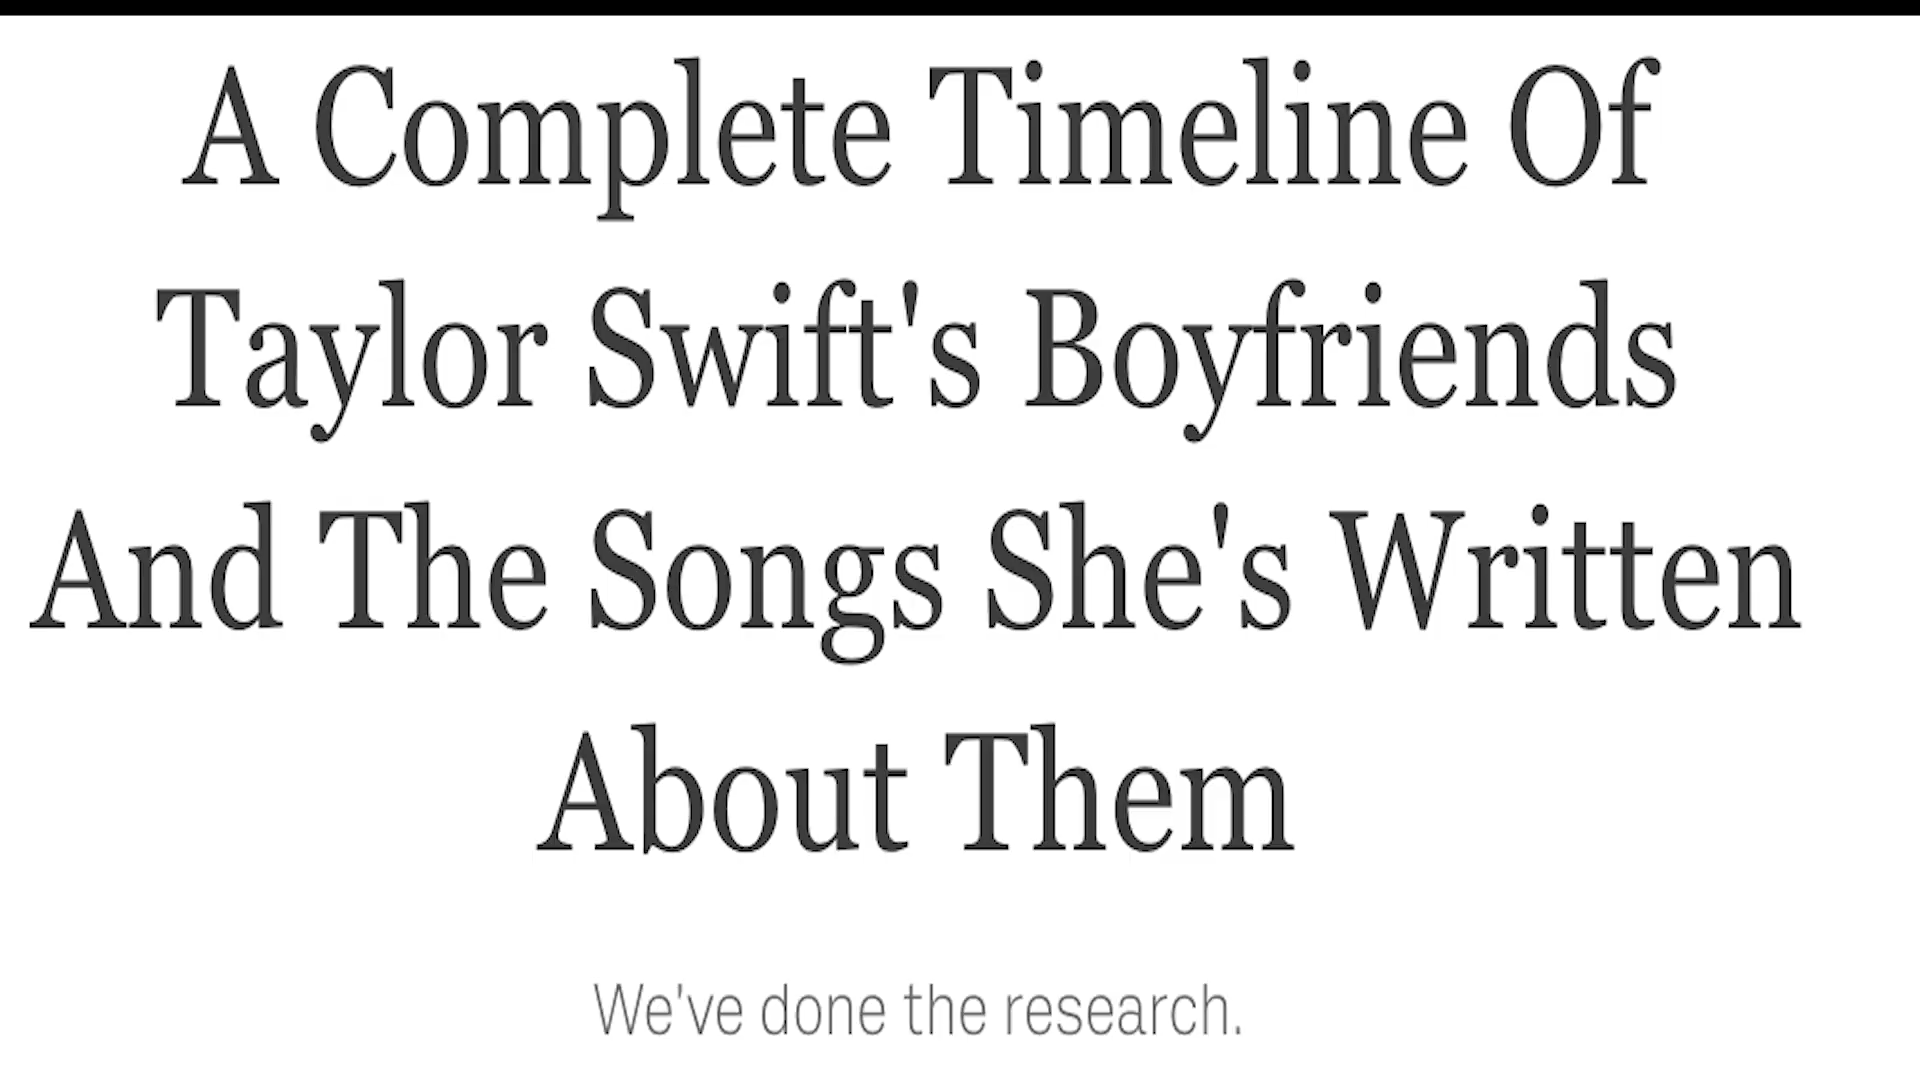 A Complete Timeline Of
Taylor Swift's Boyfriends
And The Songs She's Written
About Them
We've done the research.